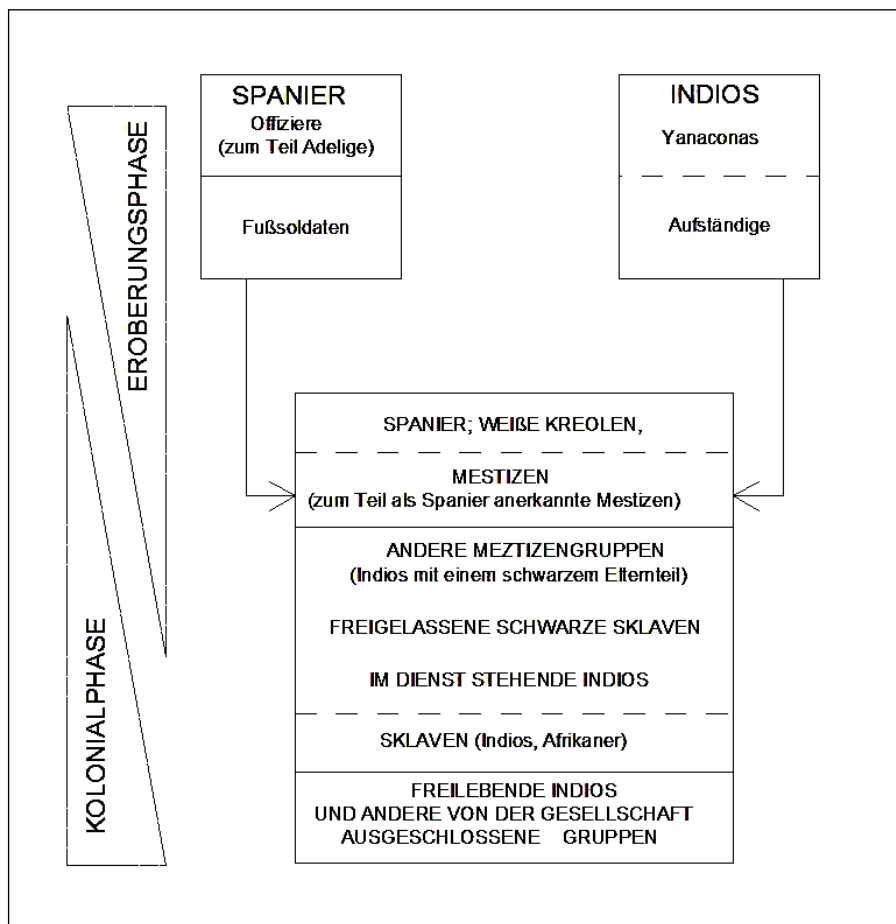 SPANIER
Offiziere
(zum Teil Adelige)
Fußsoldaten
INDIOS
Yanaconas
Aufständige
EROBERUNGSPHASE
KOLONIALPHASE
SPANIER; WEIßE KREOLEN,
MESTIZEN
(zum Teil als Spanier anerkannte Mestizen)
ANDERE MEZTIZENGRUPPEN
(Indios mit einem schwarzem Elternteil)
FREIGELASSENE SCHWARZE SKLAVEN
IM DIENST STEHENDE INDIOS
SKLAVEN (Indios, Afrikaner)
FREILEBENDE INDIOS
UND ANDERE VON DER GESELLSCHAFT
AUSGESCHLOSSENE GRUPPEN